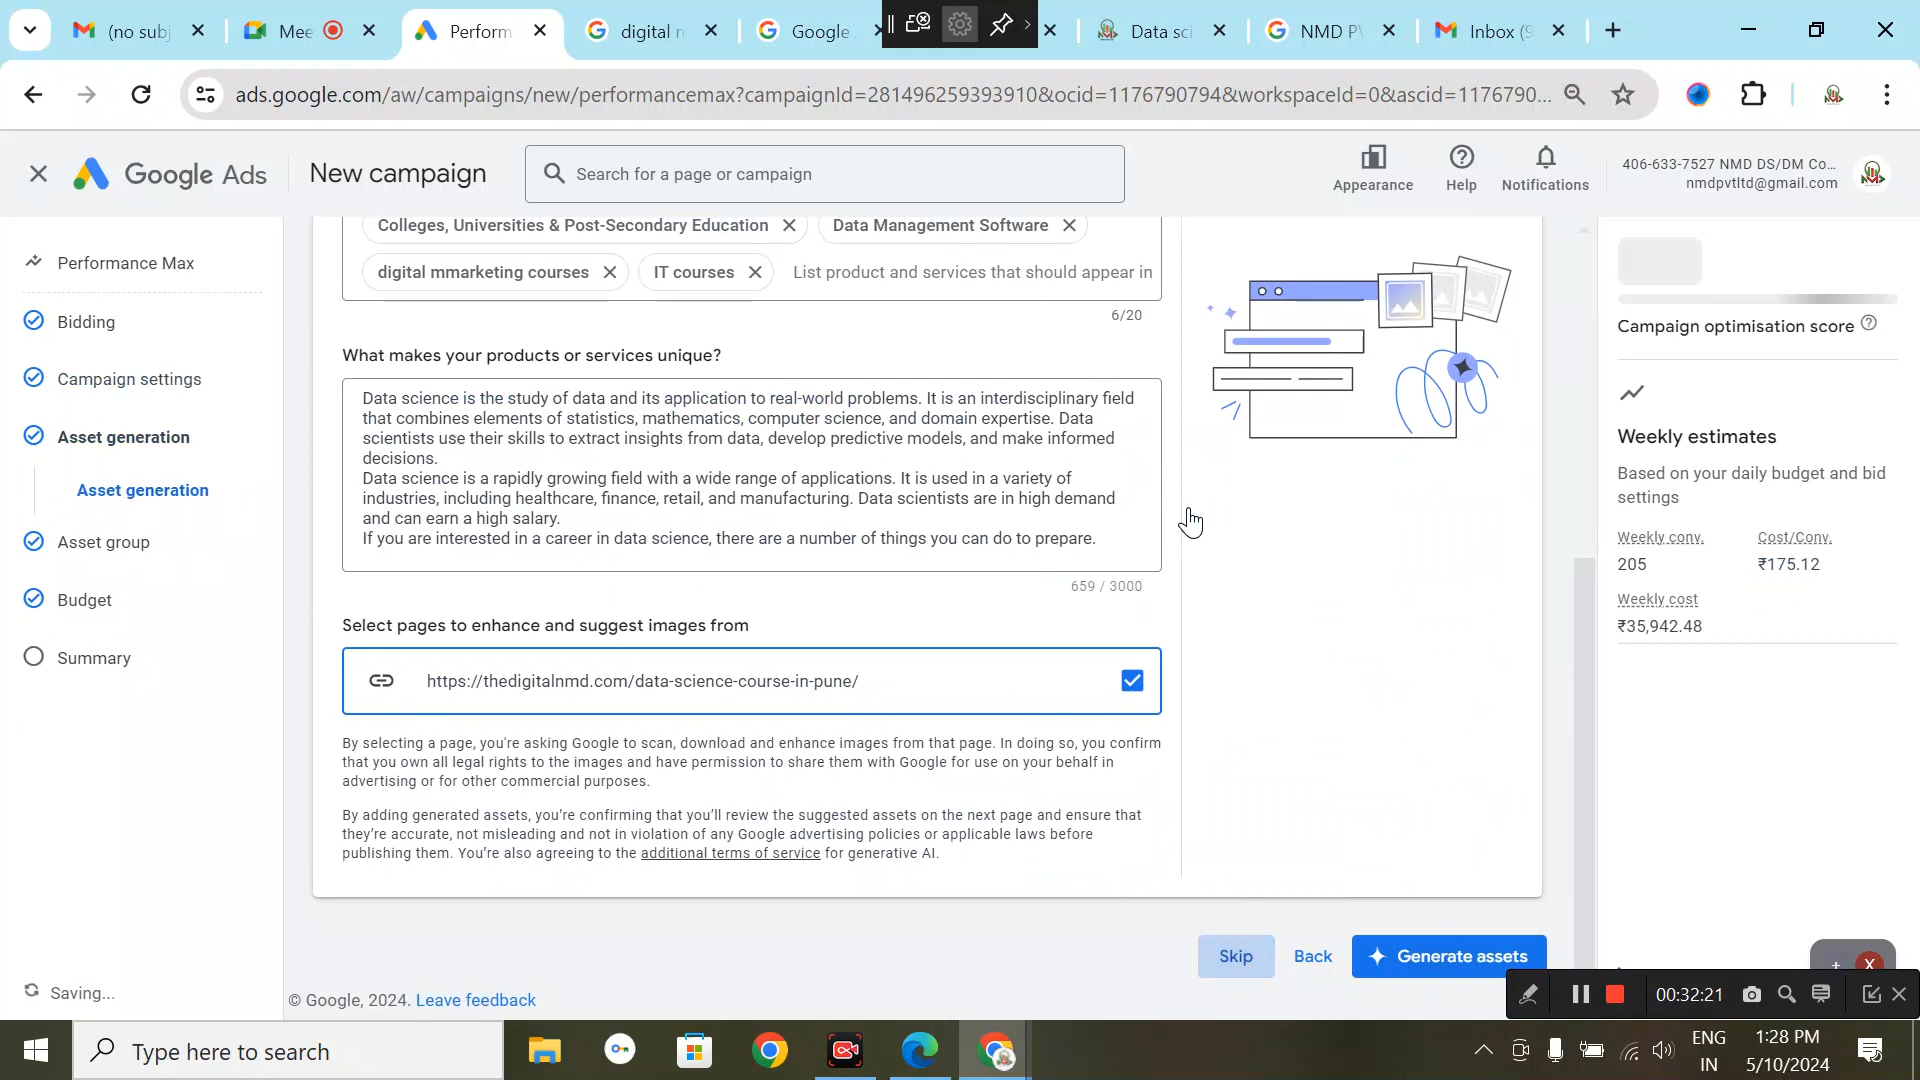 (no subj
Mee
Perform
digital n
Google
Data sci
NMD P
Inbox (9
ads.google.com/aw/campaigns/new/performancemax?campaignId=281496259393910&ocid=1176790794&workspaceId=0&ascid=1176790...
Google Ads
New campaign
Search for a page or campaign
Appearance
Help
Notifications
406-633-7527 NMD DS/DM Co...
nmdpvtltd@gmail.com
Performance Max
Bidding
Campaign settings
Asset generation
Asset generation
Asset group
Budget
Summary
Saving...
Colleges, Universities & Post-Secondary Education
Data Management Software
digital mmarketing courses
IT courses
List product and services that should appear in
6/20
What makes your products or services unique?
Data science is the study of data and its application to real-world problems. It is an interdisciplinary field
that combines elements of statistics, mathematics, computer science, and domain expertise. Data
scientists use their skills to extract insights from data, develop predictive models, and make informed
decisions.
Data science is a rapidly growing field with a wide range of applications. It is used in a variety of
industries, including healthcare, finance, retail, and manufacturing. Data scientists are in high demand
and can earn a high salary.
If you are interested in a career in data science, there are a number of things you can do to prepare.
659 / 3000
Select pages to enhance and suggest images from
https://thedigitalnmd.com/data-science-course-in-pune/
By selecting a page, you're asking Google to scan, download and enhance images from that page. In doing so, you confirm
that you own all legal rights to the images and have permission to share them with Google for use on your behalf in
advertising or for other commercial purposes.
By adding generated assets, you're confirming that you'll review the suggested assets on the next page and ensure that
they're accurate, not misleading and not in violation of any Google advertising policies or applicable laws before
publishing them. You're also agreeing to the additional terms of service for generative AI.
Skip
Back
Generate assets
© Google, 2024. Leave feedback
Campaign optimisation score
Weekly estimates
Based on your daily budget and bid
settings
Weekly conv.
Cost/Conv.
205
₹175.12
Weekly cost
₹35,942.48
X
00:32:21
Type here to search
ENG
IN
1:28 PM
5/10/2024